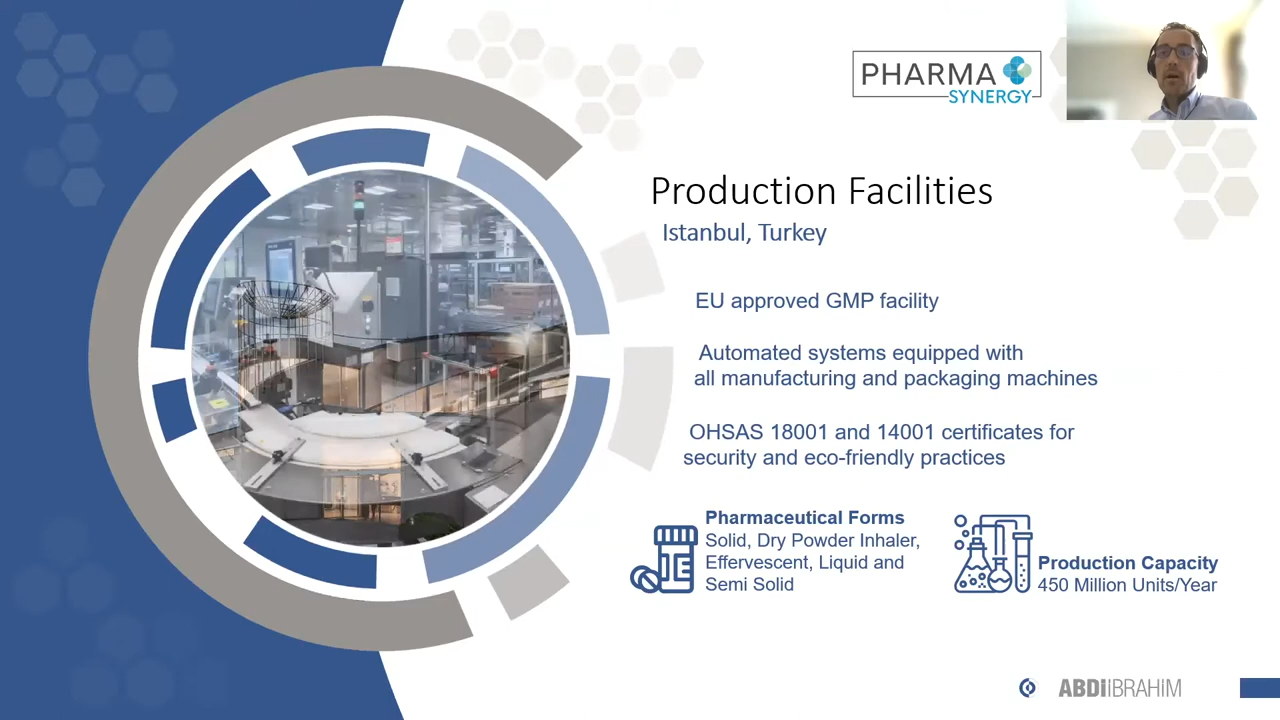 PHARMA
SYNERGY
Production Facilities
Istanbul, Turkey
EU approved GMP facility
Automated systems equipped with
all manufacturing and packaging machines
OHSAS 18001 and 14001 certificates for
security and eco-friendly practices
Pharmaceutical Forms
Solid, Dry Powder Inhaler,
Effervescent, Liquid and
Semi Solid
Production Capacity
450 Million Units/Year
ABDİİBRAHİM